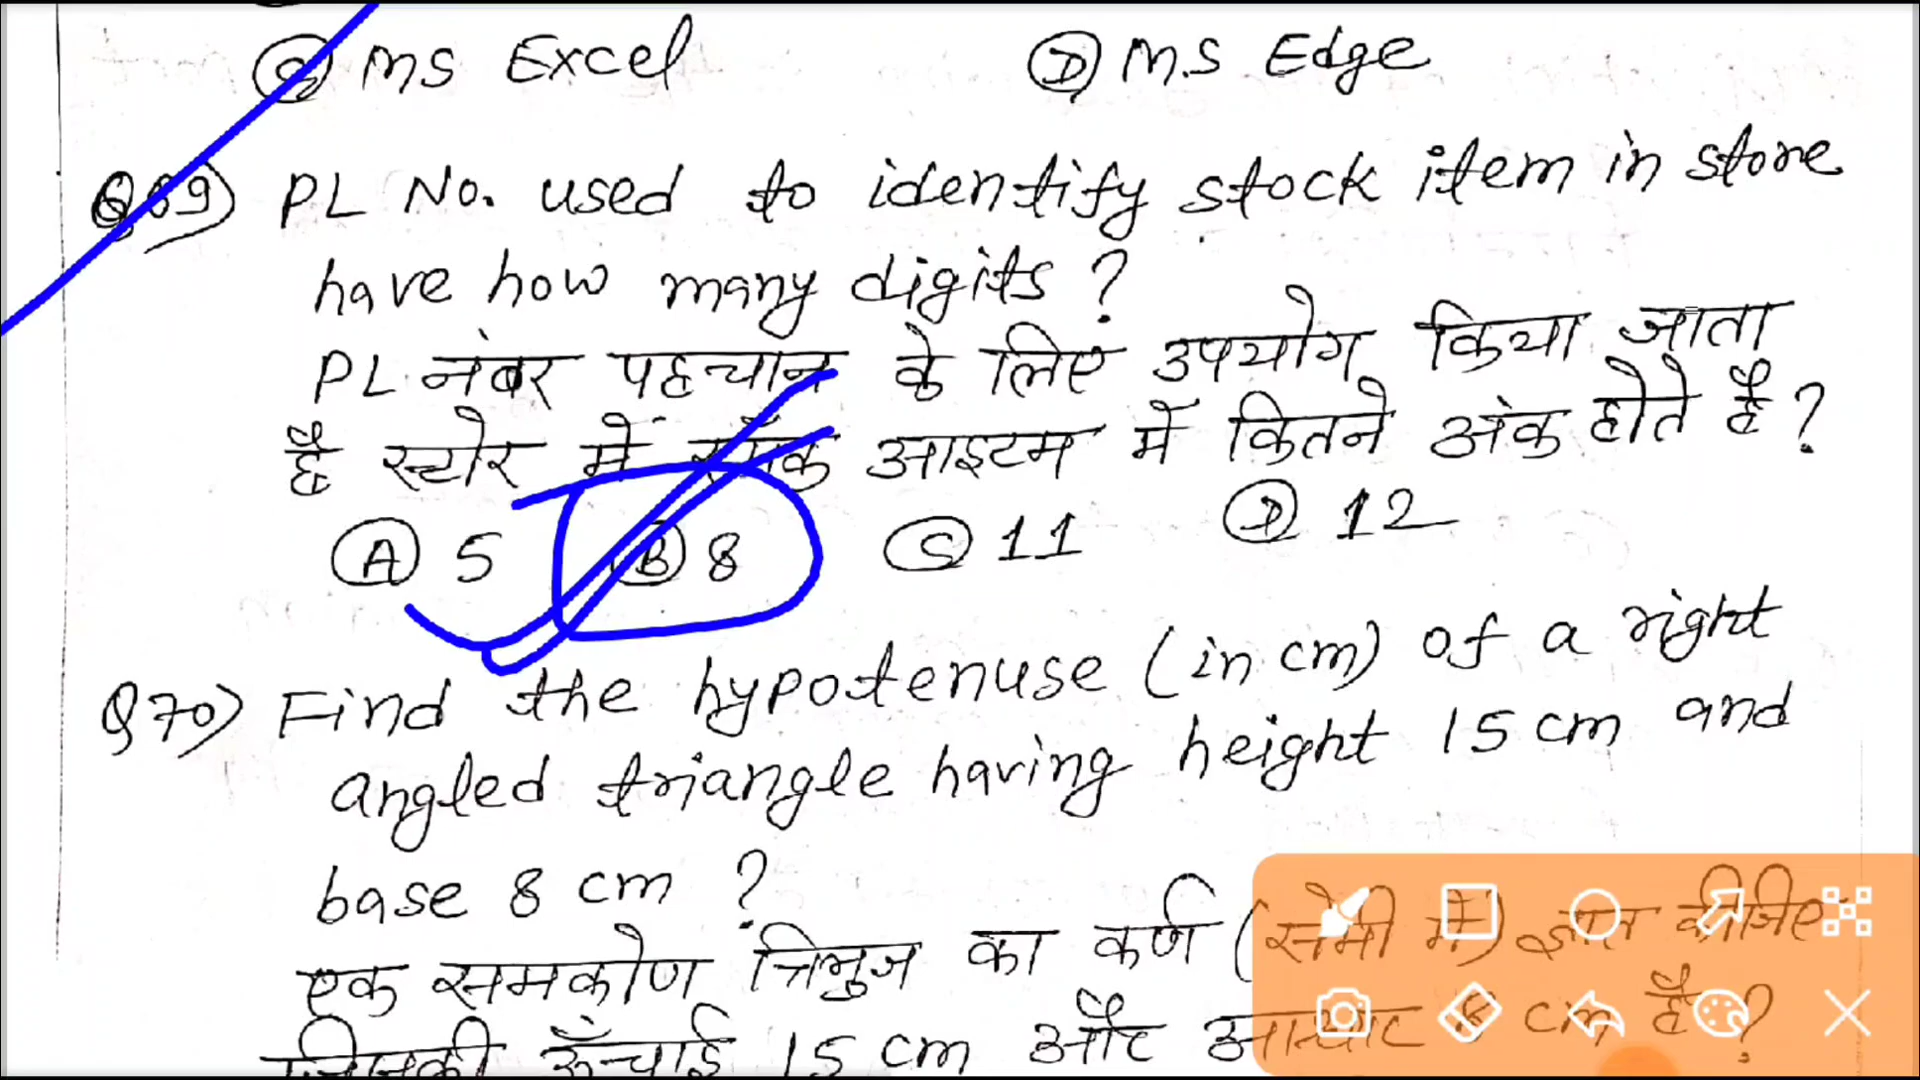 (C) MS Excel (D) M.S Edge
Q69) PL No. used to identify stock item in store
have how many digits ?
PL नंबर पहचान के लिए उपयोग किया जाता
है स्टोर में स्टॉक आइटम में कितने अंक होते है ?
(A) 5 (B) 8 (C) 11 (D) 12
Q70) Find the hypotenuse (in cm) of a right
angled triangle having height 15 cm and
base 8 cm ?
एक समकोण त्रिभुज का कर्ण (सेमी में) ज्ञात कीजिए
जिसकी ऊँचाई 15 cm और आधार 8 cm है ?